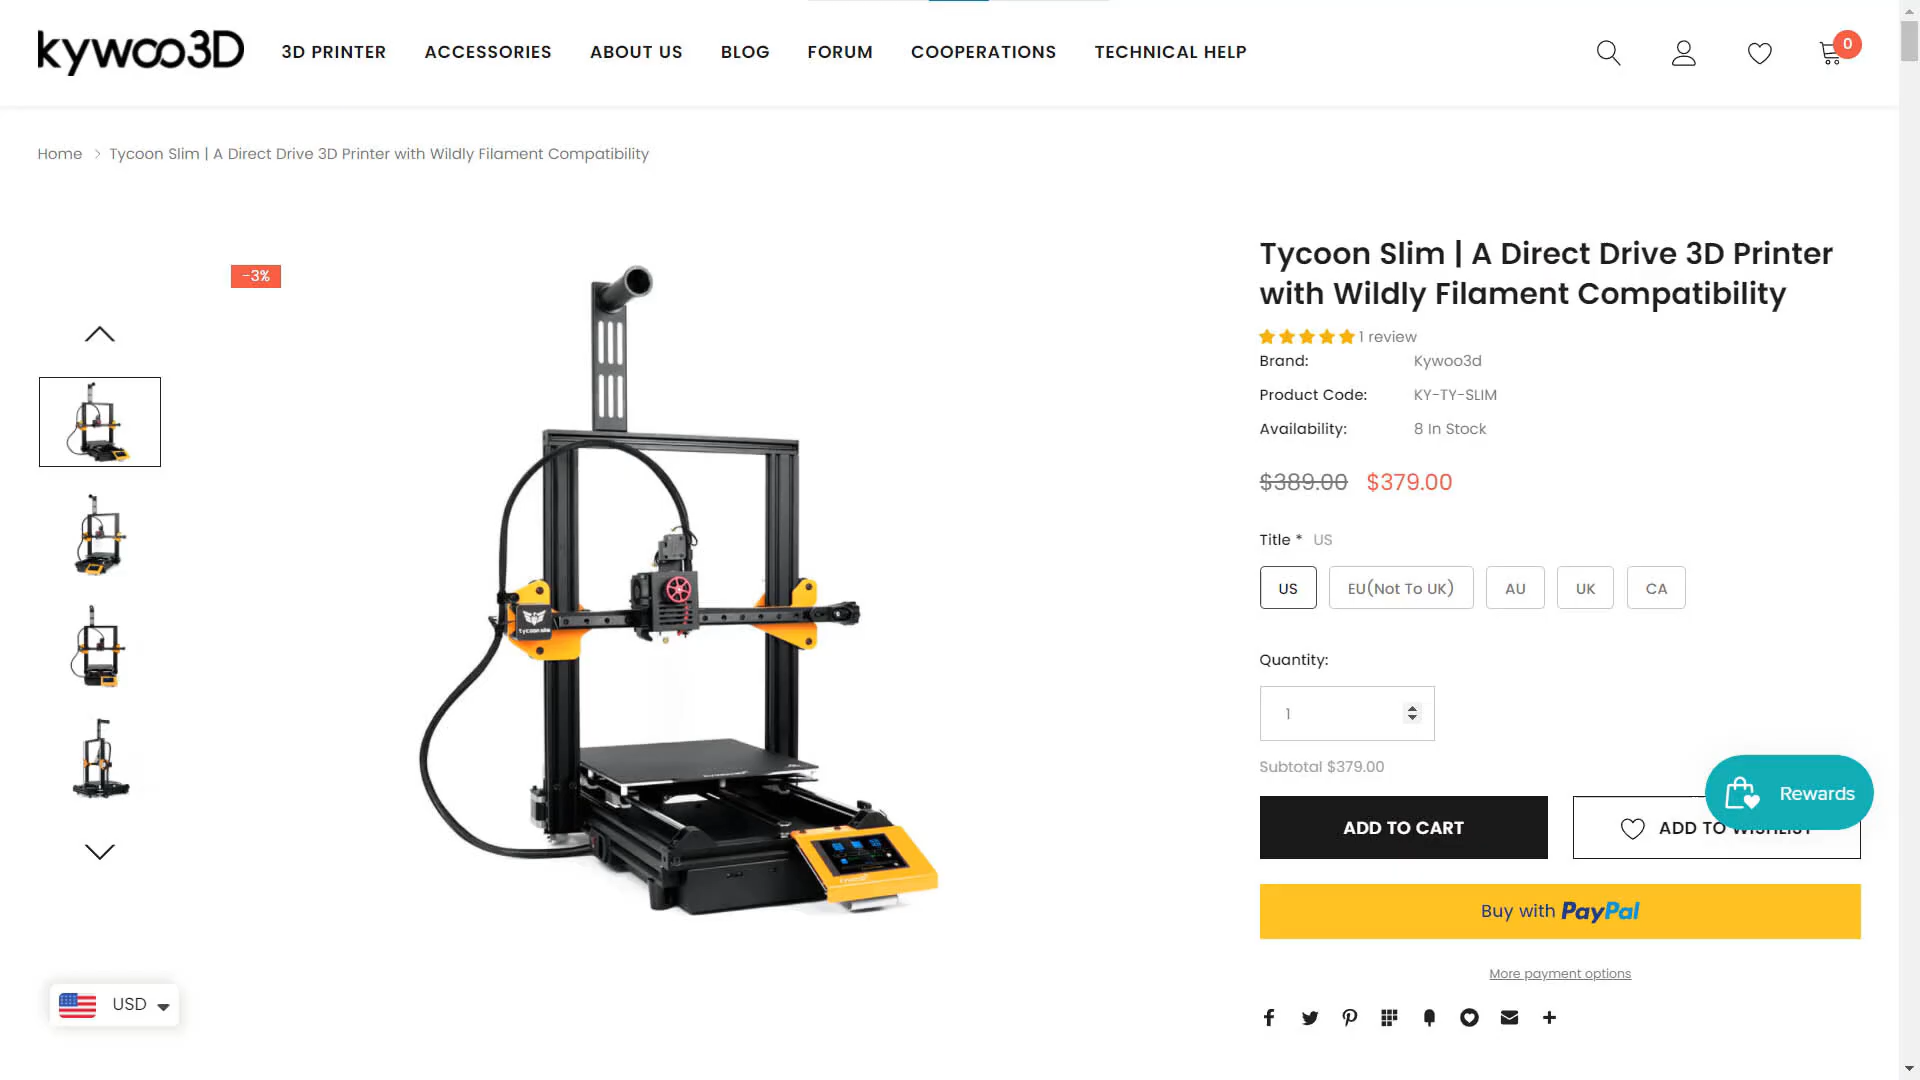 kywoo3D
3D PRINTER
ACCESSORIES
ABOUT US
BLOG
FORUM
COOPERATIONS
TECHNICAL HELP
0
Home
Tycoon Slim | A Direct Drive 3D Printer with Wildly Filament Compatibility
-3%
Tycoon Slim | A Direct Drive 3D Printer
with Wildly Filament Compatibility
1 review
Brand: Kywoo3d
Product Code: KY-TY-SLIM
Availability: 8 In Stock
$389.00 $379.00
Title * US
US
EU(Not To UK)
AU
UK
CA
Quantity:
1
Subtotal $379.00
Rewards
ADD TO CART
ADD TO WISHLIST
Buy with PayPal
More payment options
tycoon slim
USD